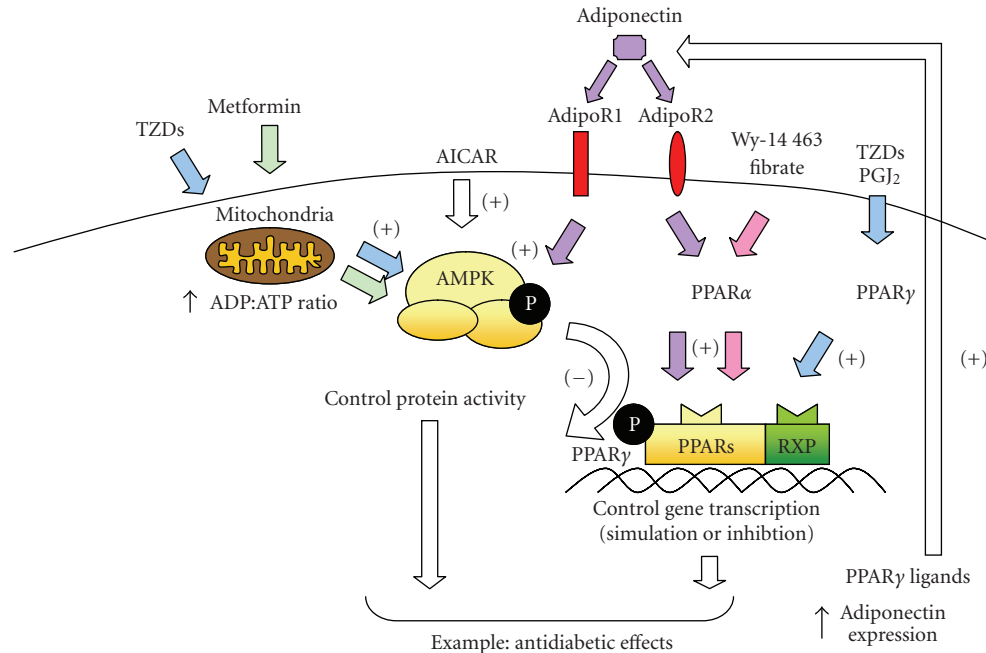 Adiponectin
AdipoR1
AdipoR2
Metformin
TZDs
AICAR
(+)
Wy-14 463
fibrate
TZDs
PGJ₂
Mitochondria
(+)
↑ ADP:ATP ratio
(+)
AMPK
P
PPARα
PPARγ
(+)
(+)
(+)
(−)
Control protein activity
P
PPARγ
PPARs
RXP
Control gene transcription
(simulation or inhibtion)
PPARγ ligands
↑ Adiponectin
expression
Example: antidiabetic effects